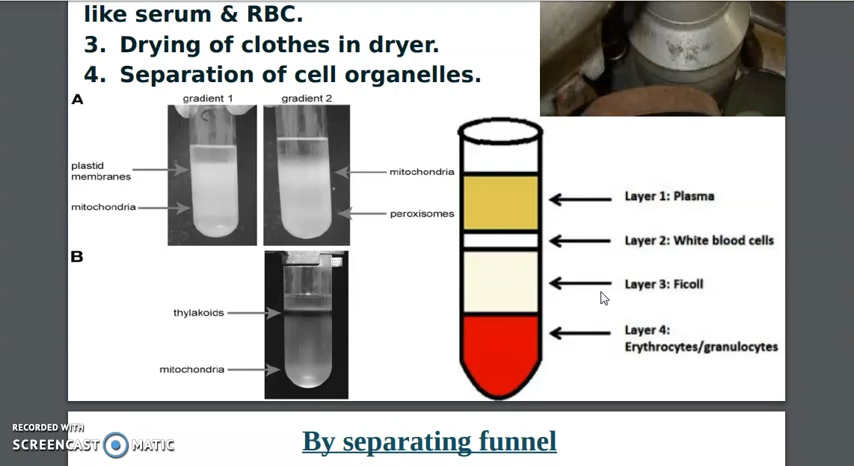 like serum & RBC.
3. Drying of clothes in dryer.
4. Separation of cell organelles.
A
gradient 1
gradient 2
plastid
membranes
mitochondria
mitochondria
peroxisomes
B
thylakoids
mitochondria
Layer 1: Plasma
Layer 2: White blood cells
Layer 3: Ficoll
Layer 4:
Erythrocytes/granulocytes
RECORDED WITH
SCREENCAST MATIC
By separating funnel